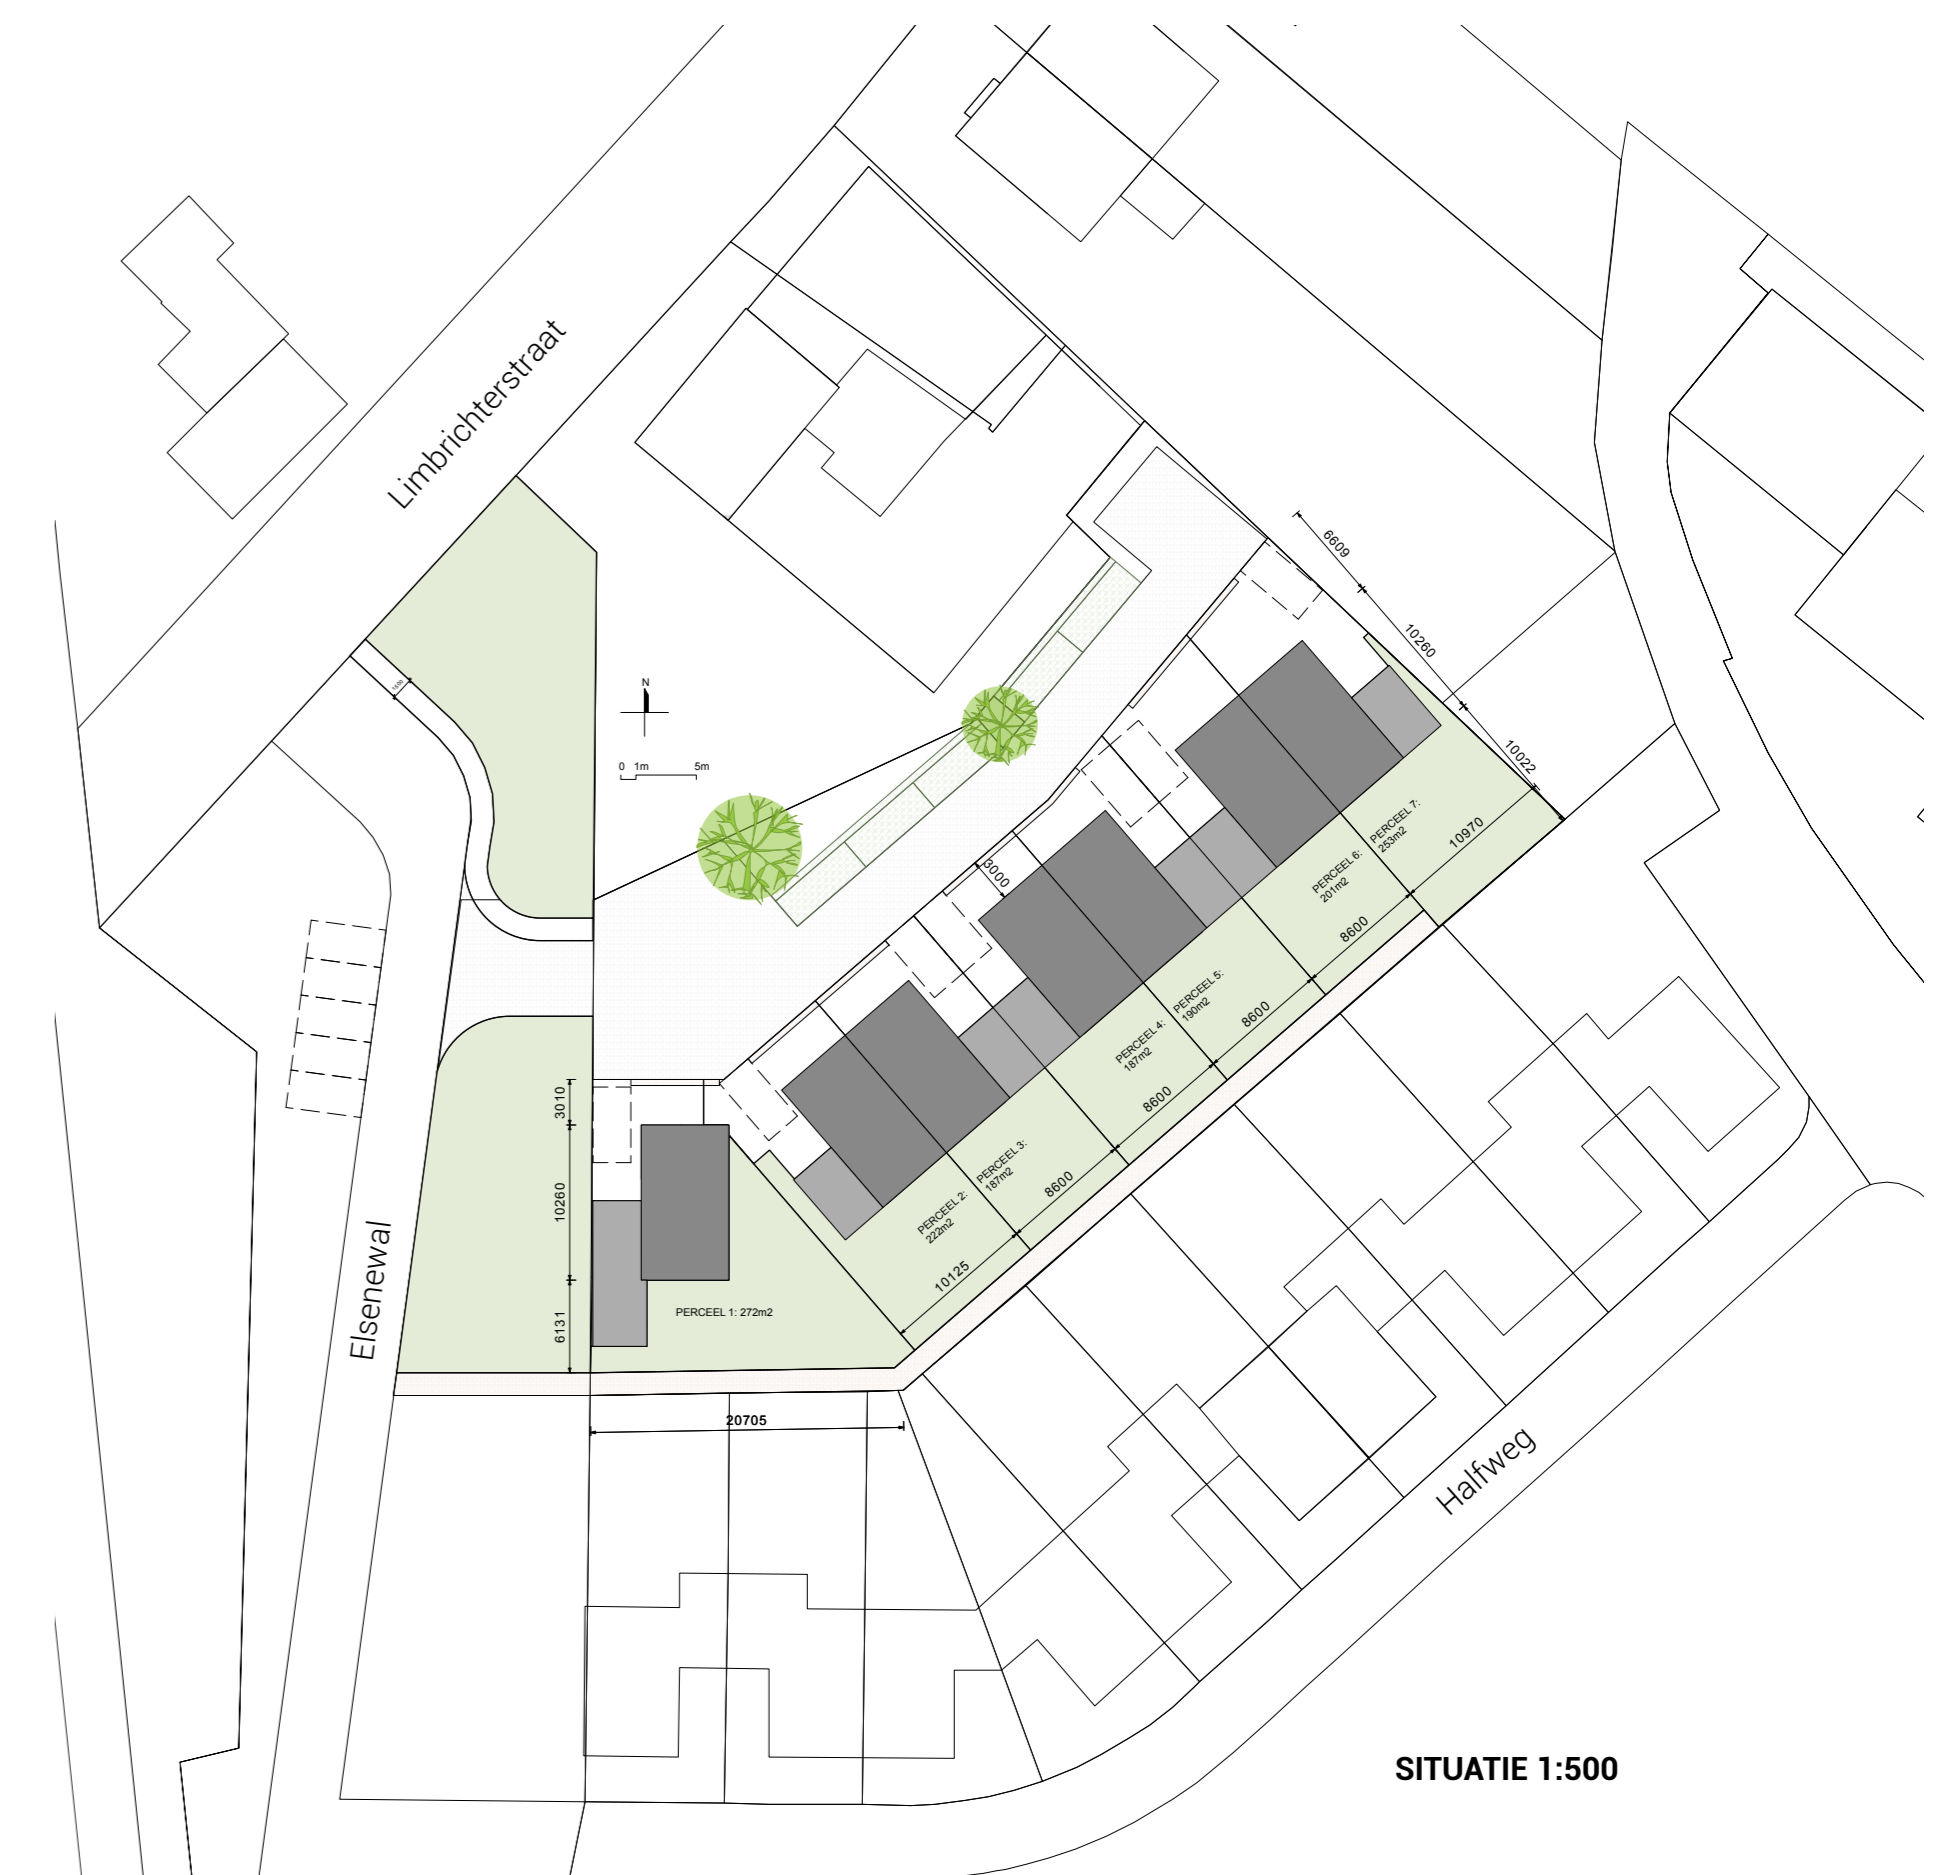 Limbrichterstraat
6609
10260
10022
1500
N
0 1m 5m
3000
PERCEEL 7:
253m2
10970
PERCEEL 6:
201m2
8600
PERCEEL 5:
190m2
8600
PERCEEL 4:
187m2
8600
PERCEEL 3:
187m2
8600
PERCEEL 2:
222m2
10125
3010
10260
6131
PERCEEL 1: 272m2
Elsenewal
20705
Halfweg
SITUATIE 1:500